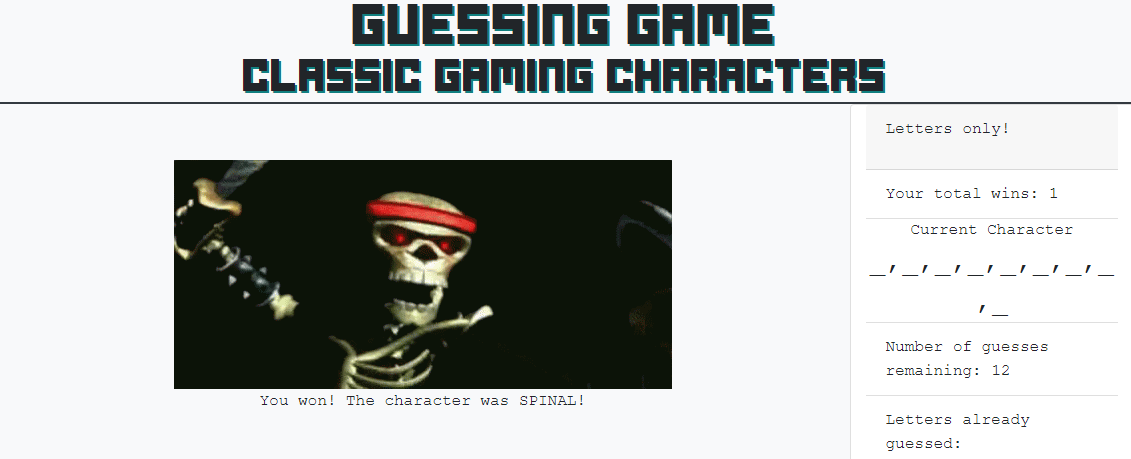 GUESSING GAME
CLASSIC GAMING CHARACTERS
You won! The character was SPINAL!
Letters only!
Your total wins: 1
Current Character
_,_,_,_,_,_,_,_
,_
Number of guesses
remaining: 12
Letters already
guessed: